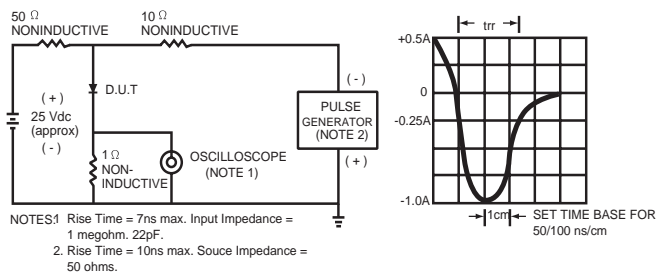 50 Ω
NONINDUCTIVE
10 Ω
NONINDUCTIVE
D.U.T
( + )
25 Vdc
(approx)
( - )
1 Ω
NON-
INDUCTIVE
OSCILLOSCOPE
(NOTE 1)
( - )
PULSE
GENERATOR
(NOTE 2)
( + )
NOTES:1 Rise Time = 7ns max. Input Impedance =
1 megohm. 22pF.
2. Rise Time = 10ns max. Souce Impedance =
50 ohms.
trr
+0.5A
0
-0.25A
-1.0A
1cm
SET TIME BASE FOR
50/100 ns/cm